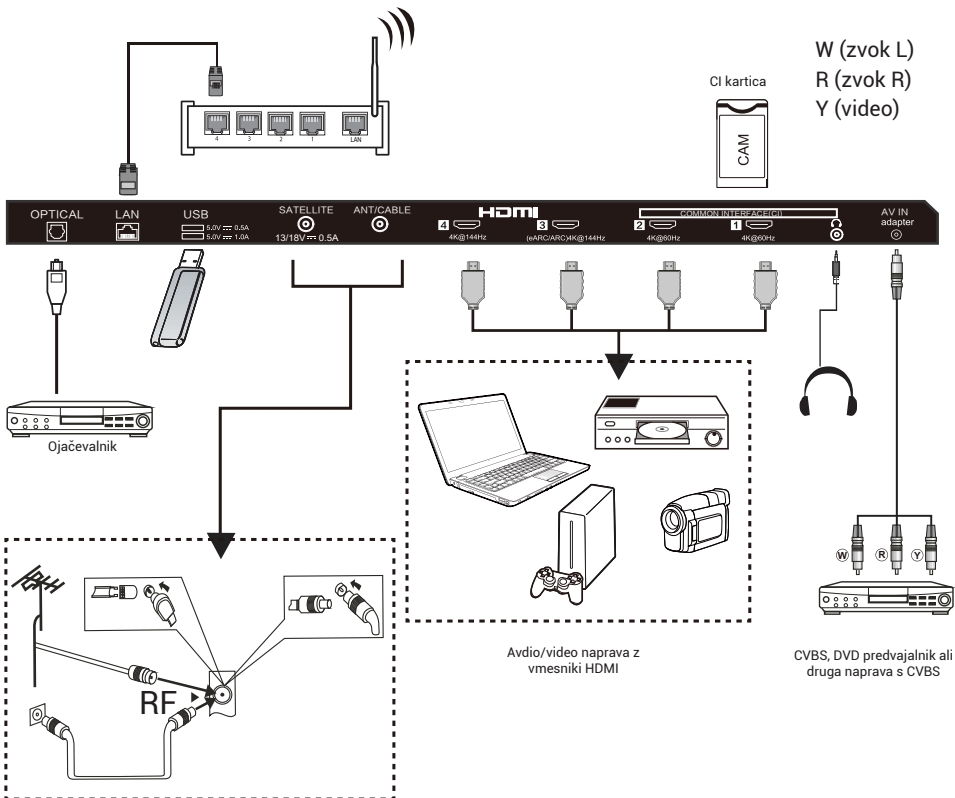 W (zvok L)
R (zvok R)
Y (video)
CI kartica
CAM
4 3 2 1 LAN
OPTICAL
LAN
USB
5.0V 0.5A
5.0V 1.0A
SATELLITE
13/18V 0.5A
ANT/CABLE
HDMI
4
4K@144Hz
3
(eARC/ARC)4K@144Hz
COMMON INTERFACE(CI)
2
4K@60Hz
1
4K@60Hz
AV IN
adapter
Ojačevalnik
RF
Avdio/video naprava z
vmesniki HDMI
W R Y
CVBS, DVD predvajalnik ali
druga naprava s CVBS